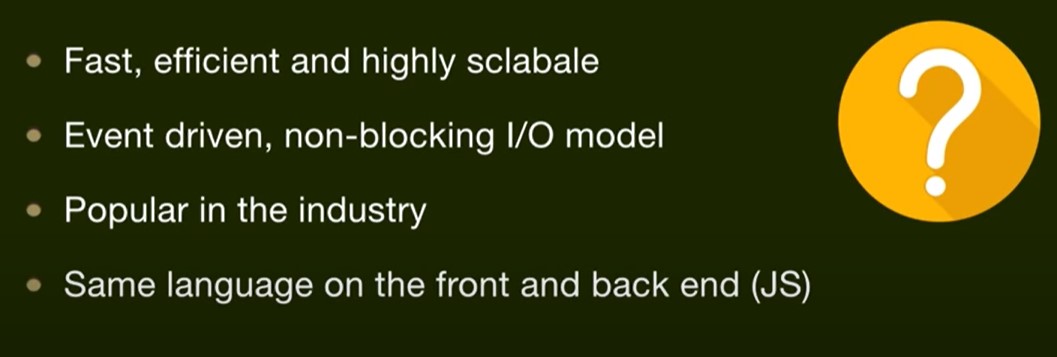 Fast, efficient and highly sclabale
Event driven, non-blocking I/O model
Popular in the industry
Same language on the front and back end (JS)